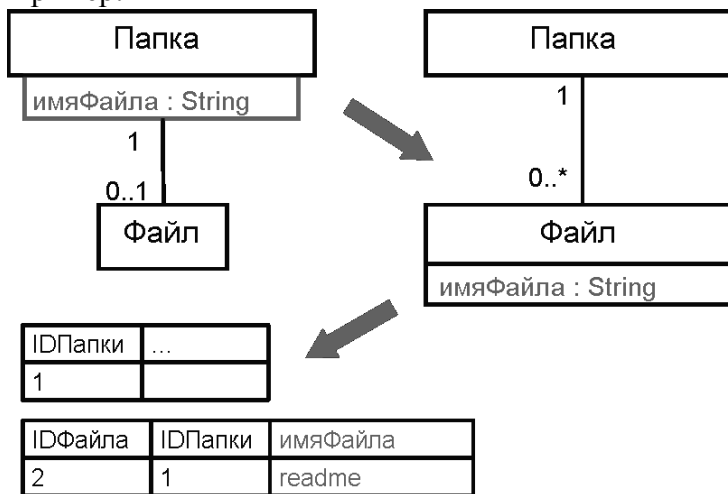 Папка
имяФайла : String
1
0..1
Файл
Папка
1
0..*
Файл
имяФайла : String
IDПапки ...
1
IDФайла IDПапки имяФайла
2 1 readme